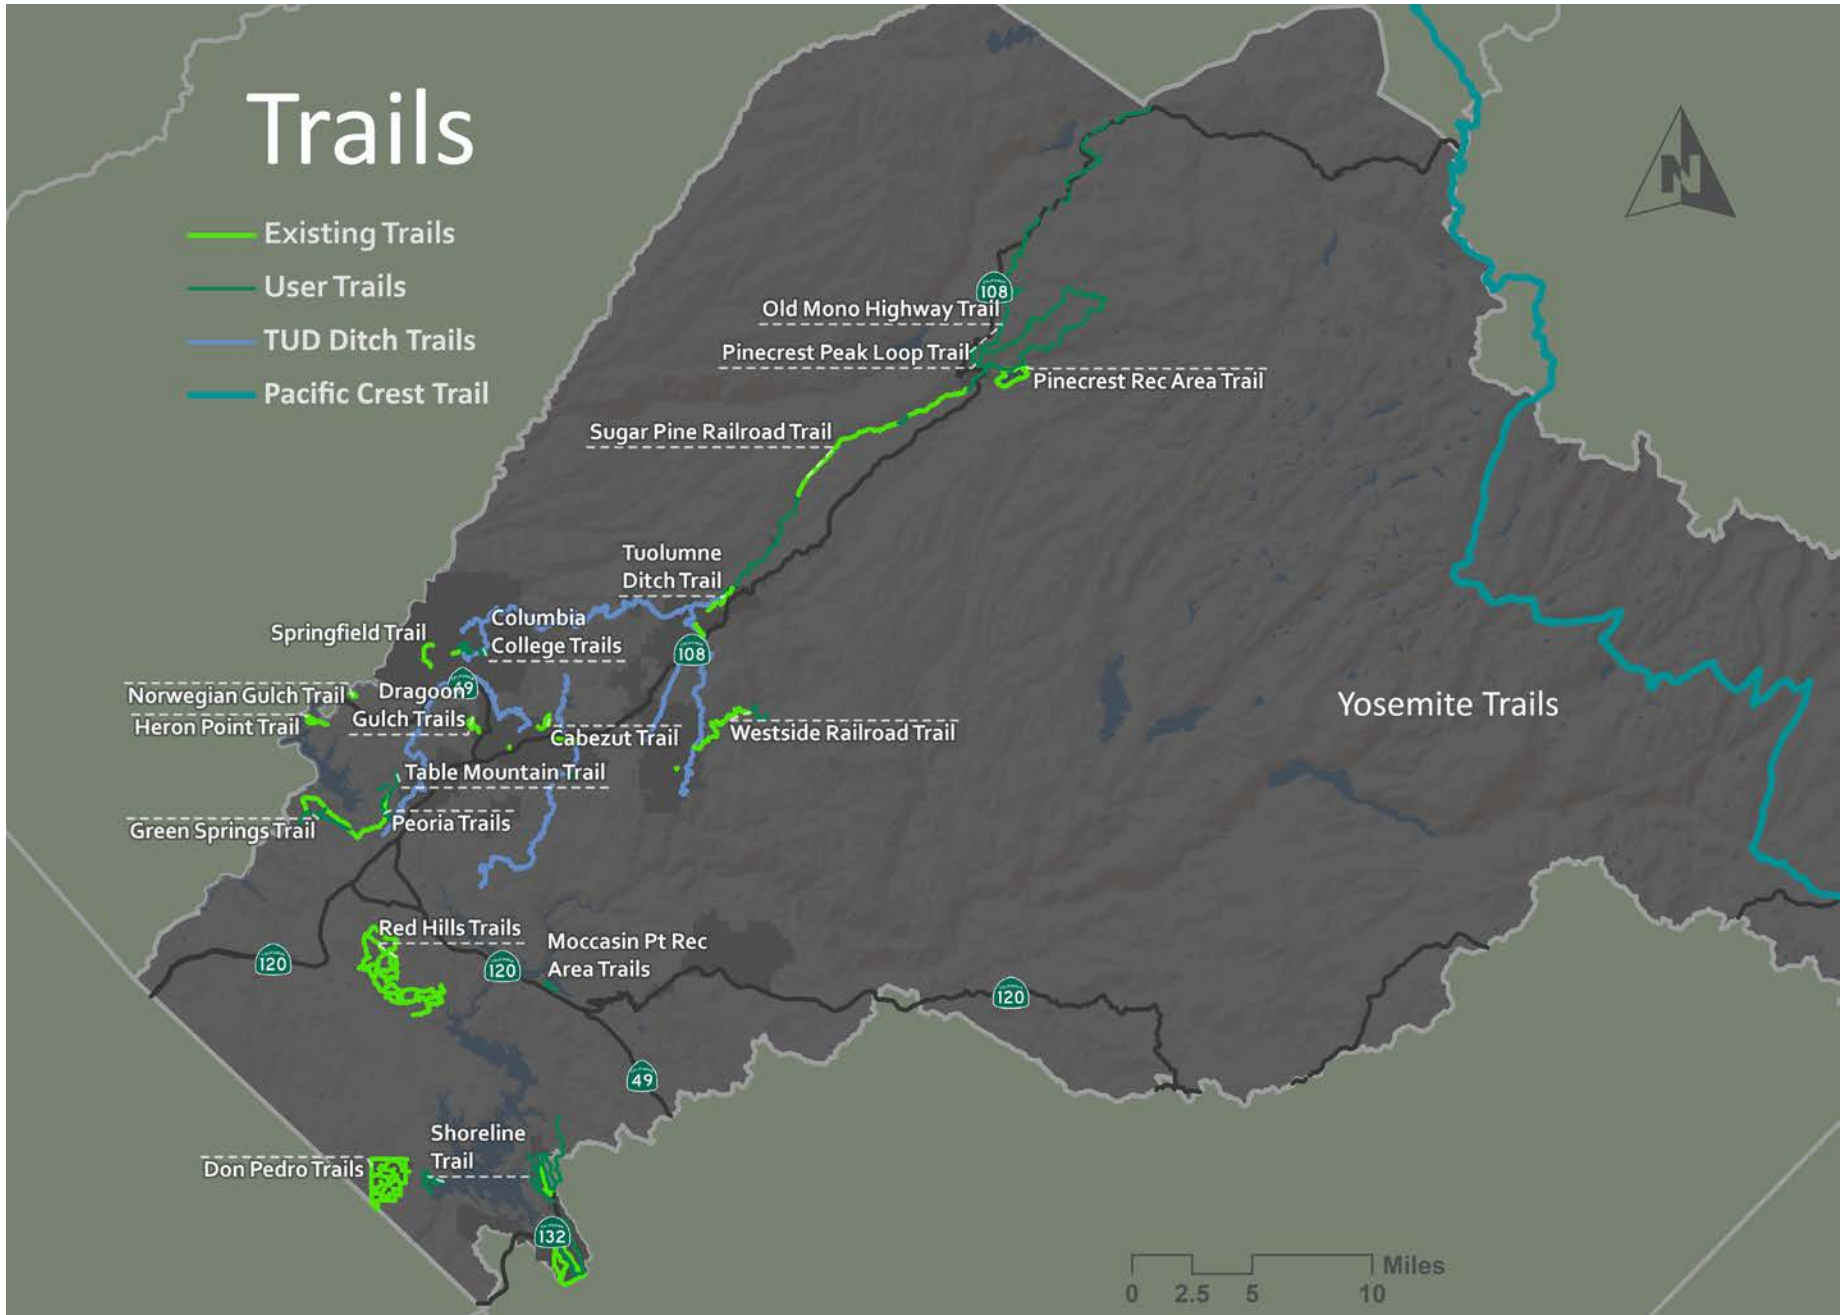 Trails
Existing Trails
User Trails
TUD Ditch Trails
Pacific Crest Trail
N
108
Old Mono Highway Trail
Pinecrest Peak Loop Trail
Pinecrest Rec Area Trail
Sugar Pine Railroad Trail
Tuolumne
Ditch Trail
Columbia
College Trails
Springfield Trail
108
49
Norwegian Gulch Trail
Dragoon
Gulch Trails
Heron Point Trail
Cabezut Trail
Westside Railroad Trail
Yosemite Trails
Table Mountain Trail
Green Springs Trail
Peoria Trails
Red Hills Trails
120
120
Moccasin Pt Rec
Area Trails
120
49
Shoreline
Trail
Don Pedro Trails
132
Miles
0 2.5 5 10